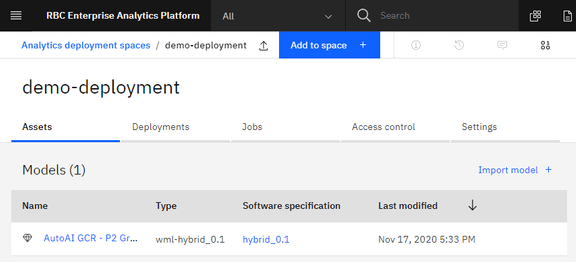 RBC Enterprise Analytics Platform All Search
Analytics deployment spaces / demo-deployment Add to space +
demo-deployment
Assets Deployments Jobs Access control Settings
Models (1) Import model +
Name Type Software specification Last modified
AutoAI GCR - P2 Gr... wml-hybrid_0.1 hybrid_0.1 Nov 17, 2020 5:33 PM